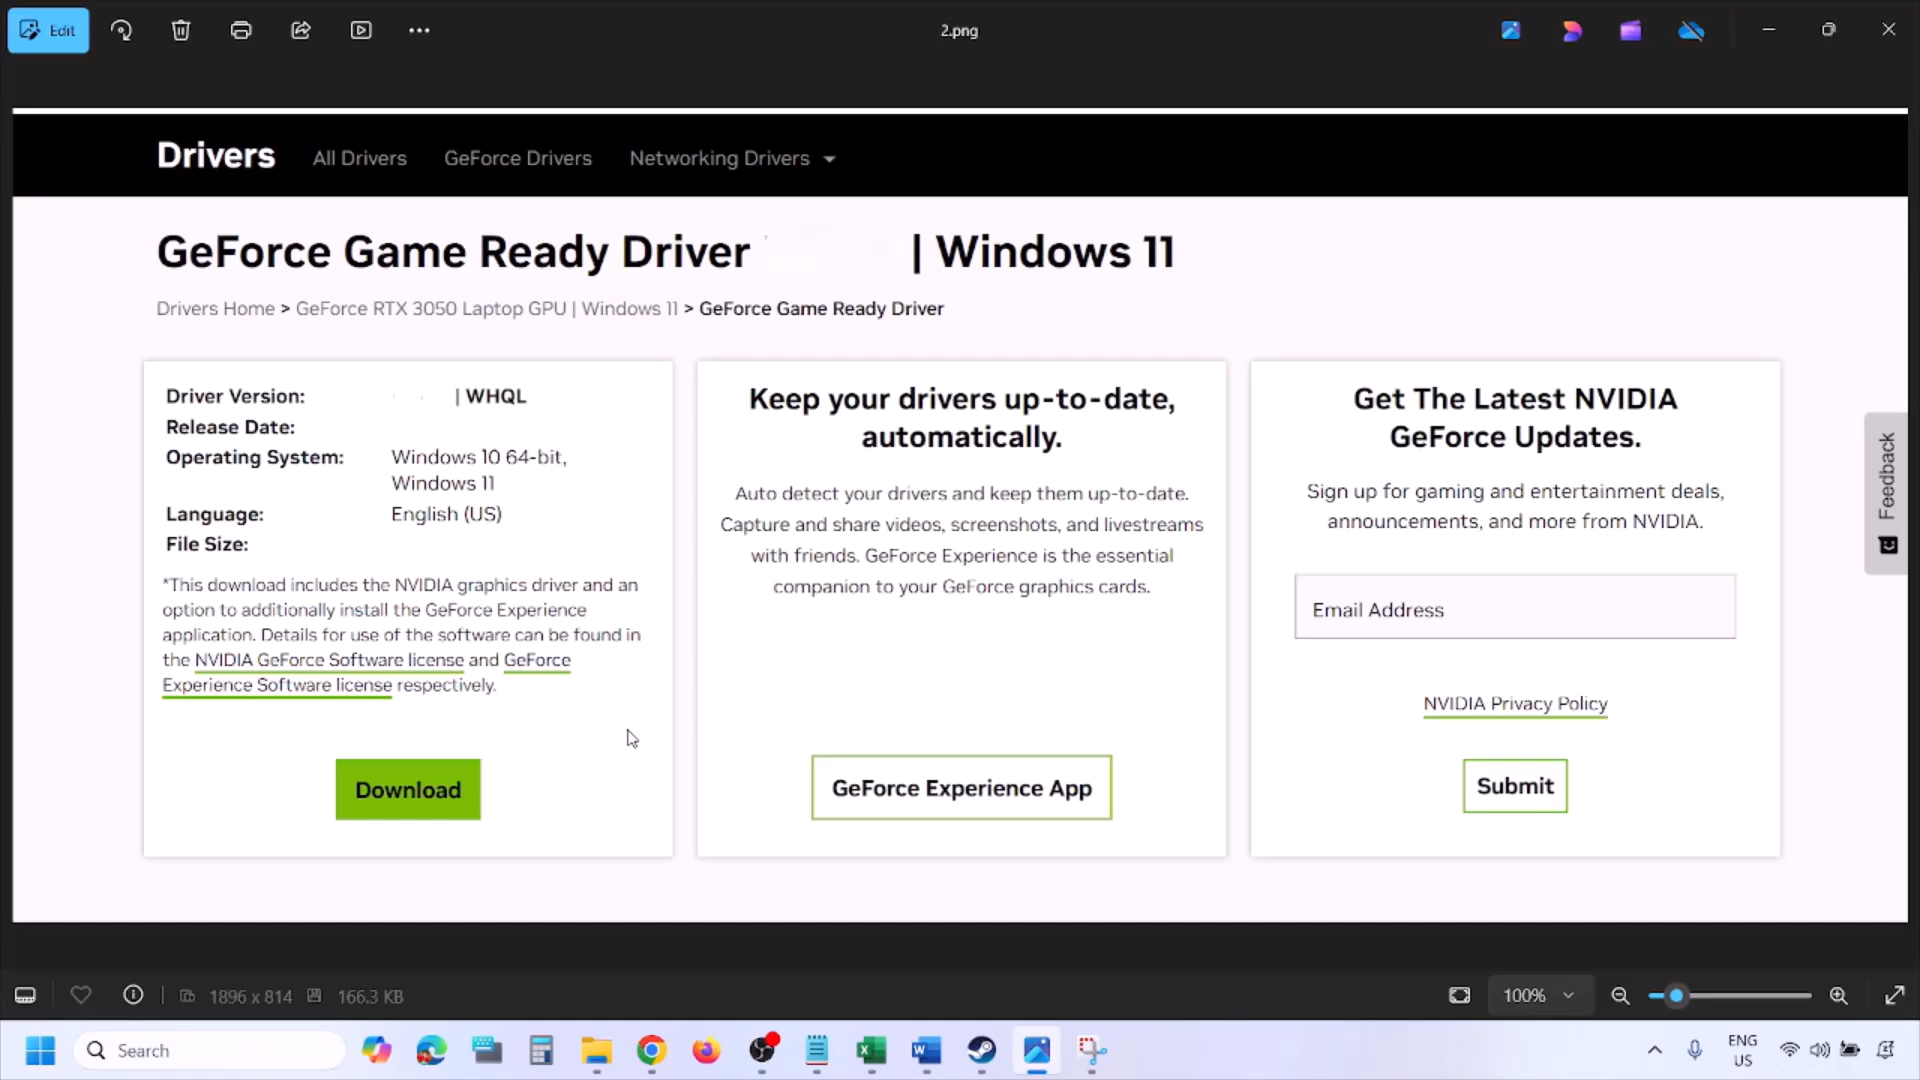 Edit
2.png
Drivers All Drivers GeForce Drivers Networking Drivers
GeForce Game Ready Driver | Windows 11
Drivers Home > GeForce RTX 3050 Laptop GPU | Windows 11 > GeForce Game Ready Driver
Driver Version: | WHQL
Release Date:
Operating System: Windows 10 64-bit,
Windows 11
Language: English (US)
File Size:
*This download includes the NVIDIA graphics driver and an
option to additionally install the GeForce Experience
application. Details for use of the software can be found in
the NVIDIA GeForce Software license and GeForce
Experience Software license respectively.
Download
Keep your drivers up-to-date,
automatically.
Auto detect your drivers and keep them up-to-date.
Capture and share videos, screenshots, and livestreams
with friends. GeForce Experience is the essential
companion to your GeForce graphics cards.
GeForce Experience App
Get The Latest NVIDIA
GeForce Updates.
Sign up for gaming and entertainment deals,
announcements, and more from NVIDIA.
Email Address
NVIDIA Privacy Policy
Submit
Feedback
1896 x 814 166.3 KB
100%
Search
ENG
US